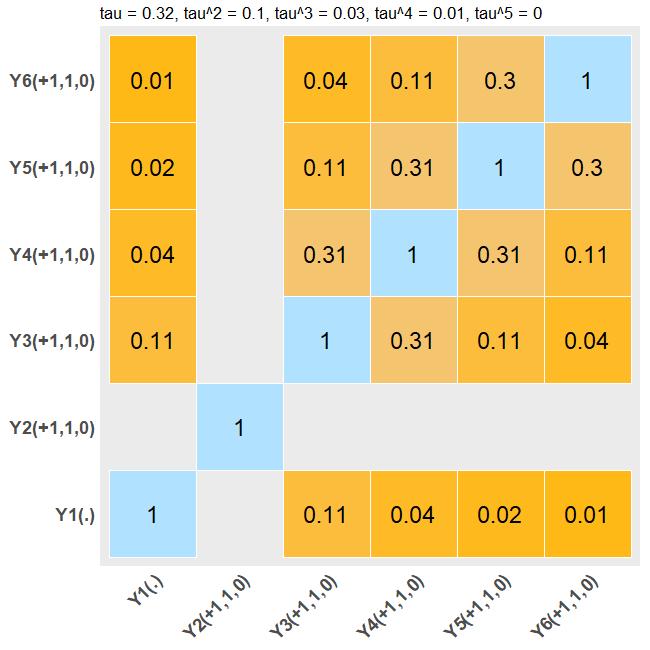 tau = 0.32, tau^2 = 0.1, tau^3 = 0.03, tau^4 = 0.01, tau^5 = 0
Y6(+1,1,0) 0.01 0.04 0.11 0.3 1
Y5(+1,1,0) 0.02 0.11 0.31 1 0.3
Y4(+1,1,0) 0.04 0.31 1 0.31 0.11
Y3(+1,1,0) 0.11 1 0.31 0.11 0.04
Y2(+1,1,0) 1
Y1(.) 1 0.11 0.04 0.02 0.01
Y1(.) Y2(+1,1,0) Y3(+1,1,0) Y4(+1,1,0) Y5(+1,1,0) Y6(+1,1,0)